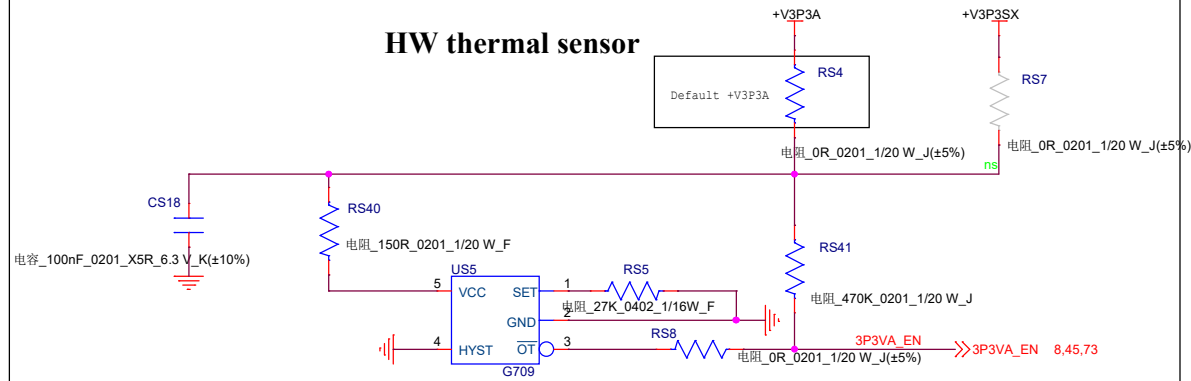 +V3P3A
+V3P3SX
HW thermal sensor
RS4
RS7
Default +V3P3A
电阻_0R_0201_1/20 W_J(±5%)
电阻_0R_0201_1/20 W_J(±5%)
ns
CS18
RS40
电阻_150R_0201_1/20 W_F
RS41
电容_100nF_0201_X5R_6.3 V_K(±10%)
US5
RS5
5
VCC
SET
1
电阻_27K_0402_1/16W_F
电阻_470K_0201_1/20 W_J
GND
2
RS8
4
HYST
OT
3
3P3VA_EN
3P3VA_EN 8,45,73
电阻_0R_0201_1/20 W_J(±5%)
G709